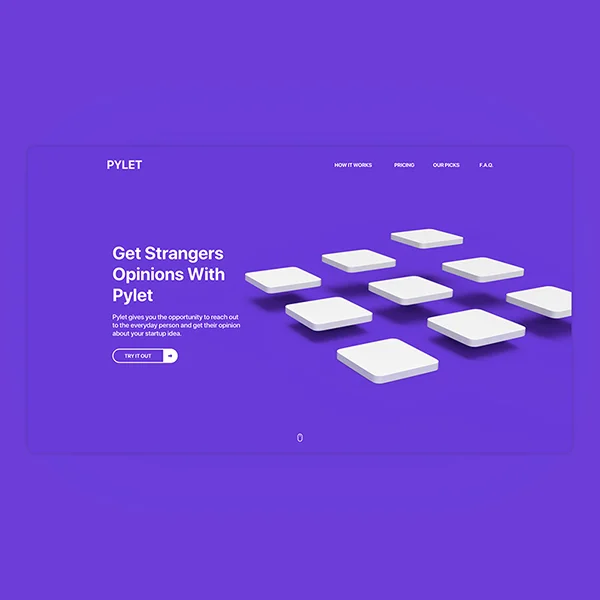 PYLET
HOW IT WORKS
PRICING
OUR PICKS
F.A.Q.
Get Strangers
Opinions With
Pylet
Pylet gives you the opportunity to reach out
to the everyday person and get their opinion
about your startup idea.
TRY IT OUT